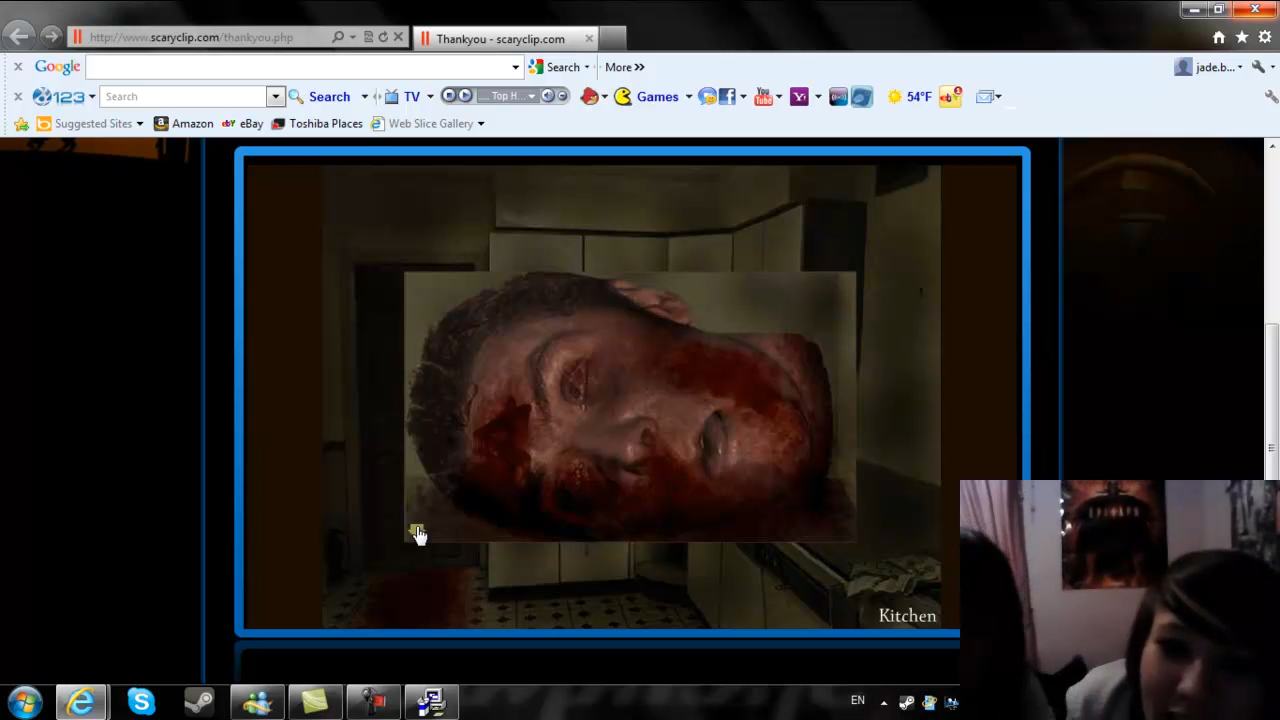 http://www.scaryclip.com/thankyou.php
Thankyou - scaryclip.com
Google
Search
More »
jade.b...
123
Search
Search
TV
.... Top H...
Games
54°F
Suggested Sites
Amazon
eBay
Toshiba Places
Web Slice Gallery
Kitchen
EN